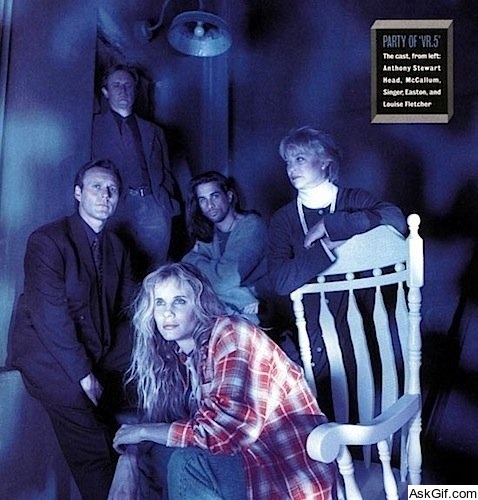 PARTY OF 'VR.5'
The cast, from left:
Anthony Stewart
Head, McCallum,
Singer, Easton, and
Louise Fletcher
AskGif.com